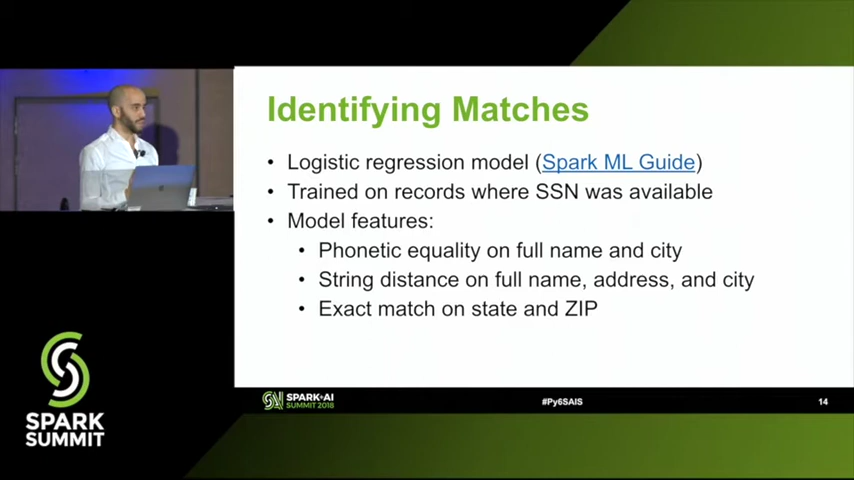 Identifying Matches
• Logistic regression model (Spark ML Guide)
• Trained on records where SSN was available
• Model features:
• Phonetic equality on full name and city
• String distance on full name, address, and city
• Exact match on state and ZIP
SPARK+AI
SUMMIT 2018
#Py6SAIS
14
SPARK
SUMMIT